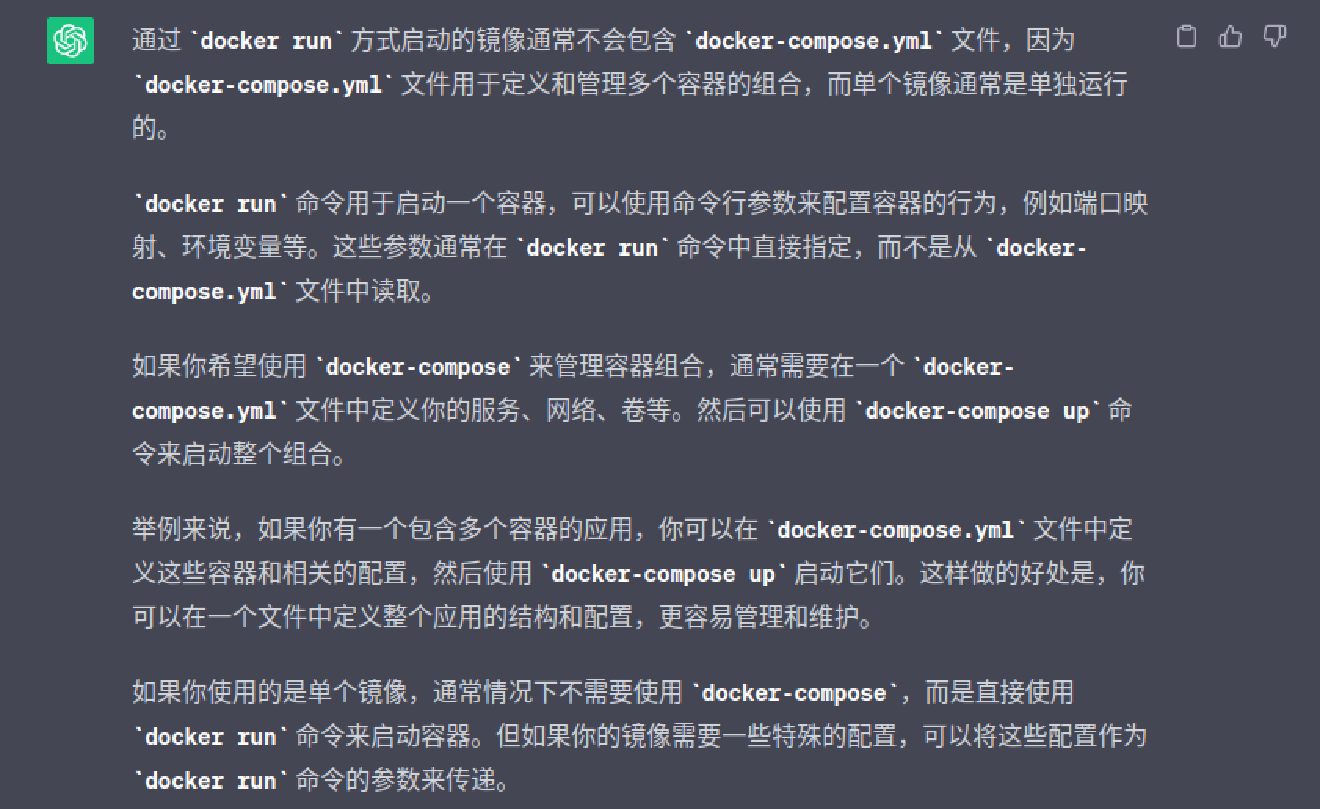 通过 `docker run` 方式启动的镜像通常不会包含 `docker-compose.yml` 文件，因为
`docker-compose.yml` 文件用于定义和管理多个容器的组合，而单个镜像通常是单独运行
的。
`docker run` 命令用于启动一个容器，可以使用命令行参数来配置容器的行为，例如端口映
射、环境变量等。这些参数通常在 `docker run` 命令中直接指定，而不是从 `docker-
compose.yml` 文件中读取。
如果你希望使用 `docker-compose` 来管理容器组合，通常需要在一个 `docker-
compose.yml` 文件中定义你的服务、网络、卷等。然后可以使用 `docker-compose up` 命
令来启动整个组合。
举例来说，如果你有一个包含多个容器的应用，你可以在 `docker-compose.yml` 文件中定
义这些容器和相关的配置，然后使用 `docker-compose up` 启动它们。这样做的好处是，你
可以在一个文件中定义整个应用的结构和配置，更容易管理和维护。
如果你使用的是单个镜像，通常情况下不需要使用 `docker-compose`，而是直接使用
`docker run` 命令来启动容器。但如果你的镜像需要一些特殊的配置，可以将这些配置作为
`docker run` 命令的参数来传递。